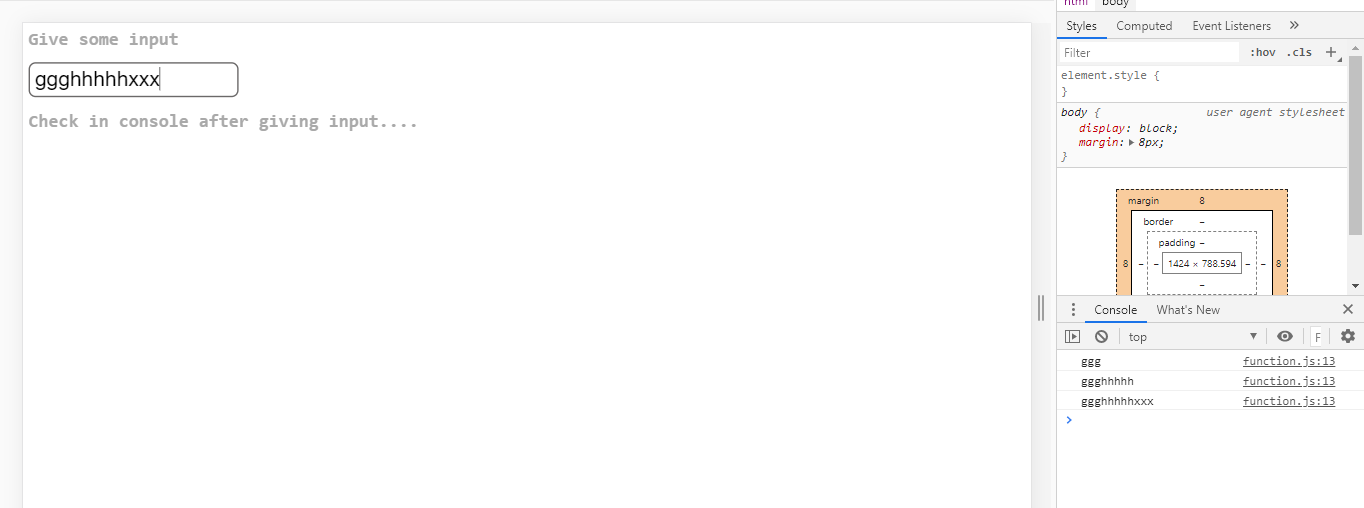 html body
Styles Computed Event Listeners »
Filter :hov .cls +
element.style {
}
body { user agent stylesheet
display: block;
margin: 8px;
}
Give some input
ggghhhhhxxx
Check in console after giving input....
margin 8
border –
padding –
8 – – 1424 × 788.594 – – 8
–
Console What's New
top F
ggg function.js:13
ggghhhhh function.js:13
ggghhhhhxxx function.js:13
>